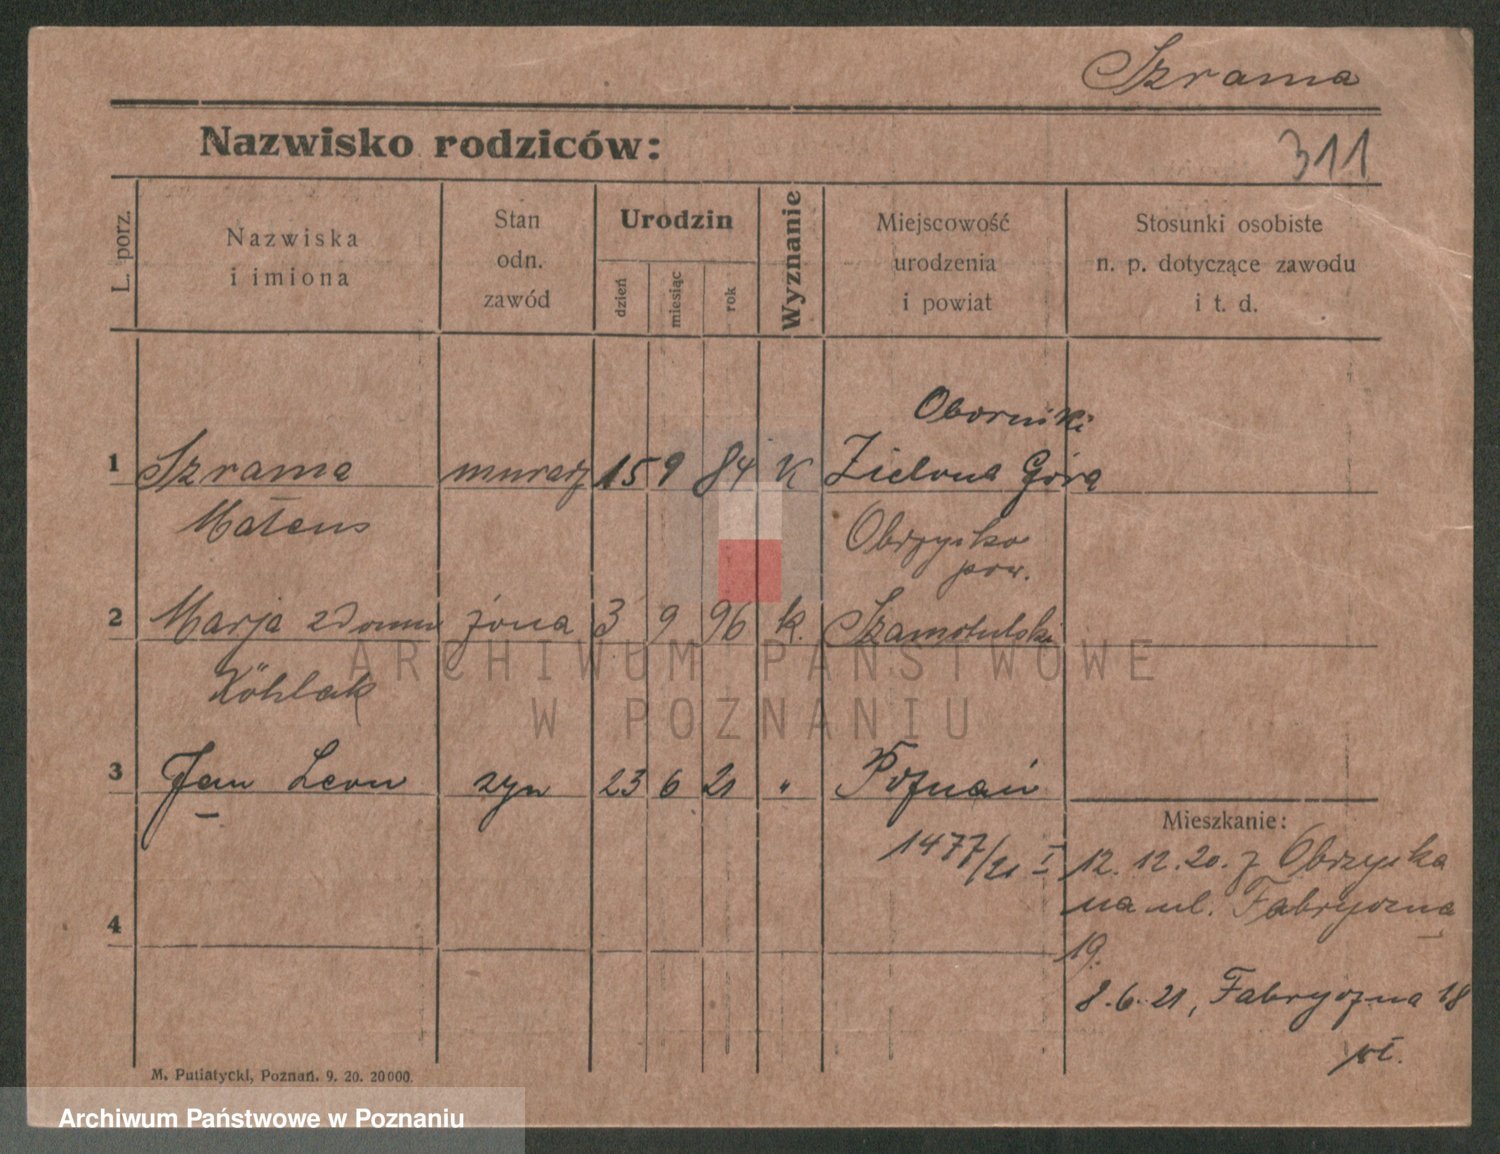 Szrama
Nazwisko rodziców:
311
L. porz.
Nazwiska
i imiona
Stan
odn.
zawód
Urodzin
dzień
miesiąc
rok
Wyznanie
Miejscowość
urodzenia
i powiat
Stosunki osobiste
n. p. dotyczące zawodu
i t. d.
Oborniki
1 Szrama murarz 15 9 84 K Zielona Góra
Mateus
Obrzycko
pow.
2 Marja zdomu żona 3 9 96 k. Szamotulski
Köhlak
3 Jan Leon syn 23 6 21 " Poznań
Mieszkanie:
1477/21 I
12. 12. 20. z Obrzycka
na ul. Fabryczna
19.
4
8. 6. 21, Fabryczna 18
pt.
M. Putiatycki, Poznań. 9. 20. 20000.
ARCHIWUM PAŃSTWOWE
W POZNANIU
Archiwum Państwowe w Poznaniu